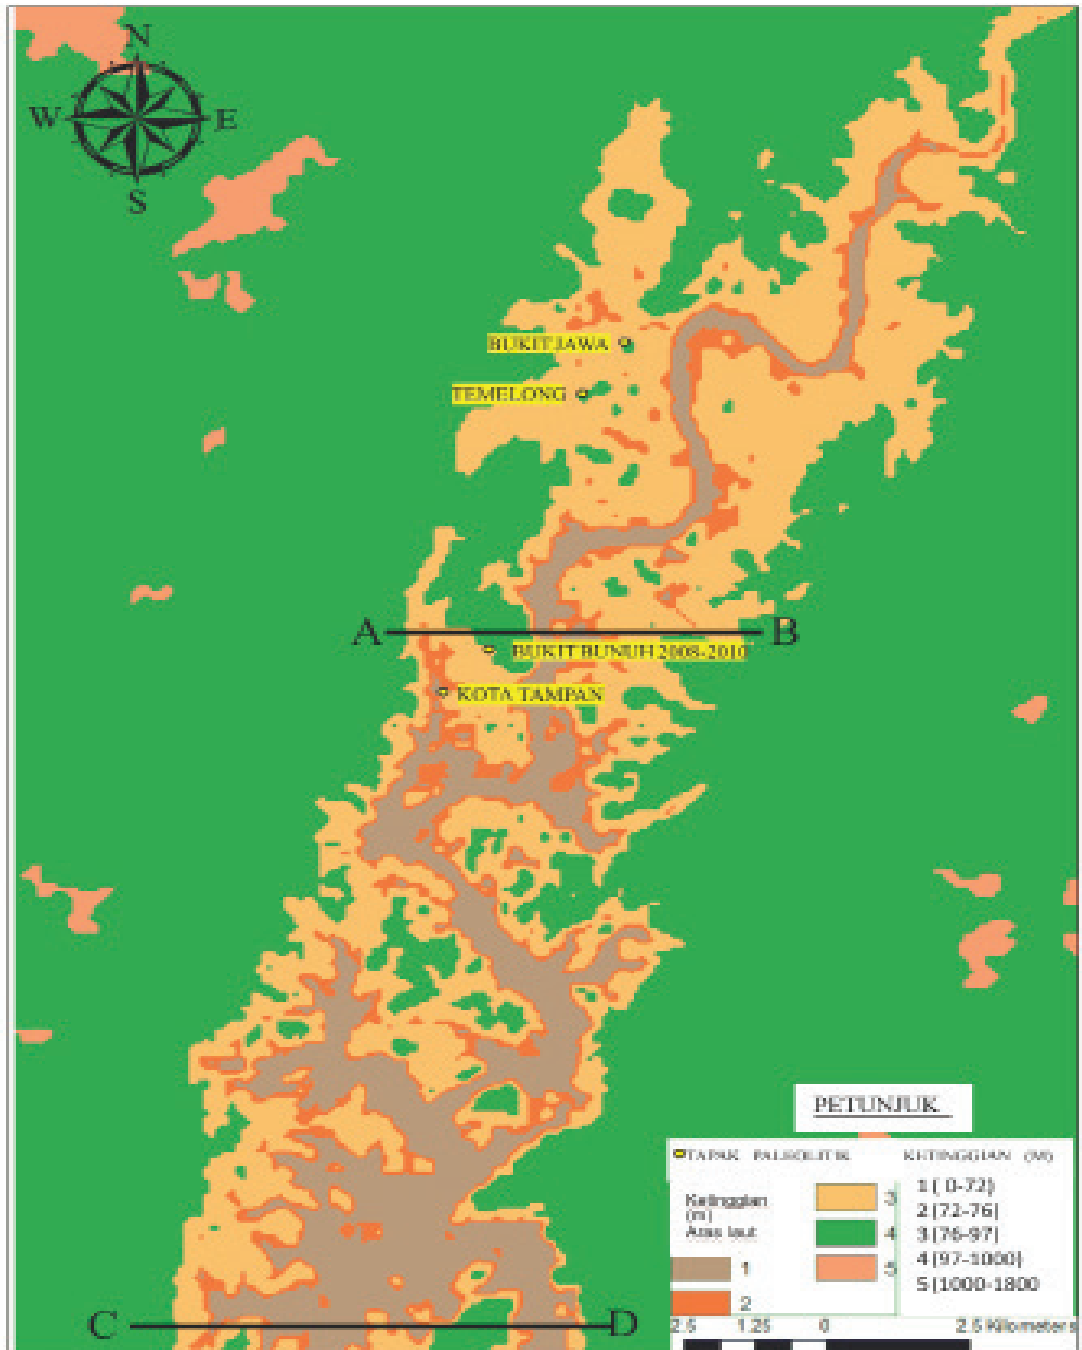 N
W E
S
BUKIT JAWA
TEMELONG
A B
BUKIT BUNUH 2008-2010
KOTA TAMPAN
PETUNJUK
TAPAK PALEOLITIK
KETINGGIAN (M)
Ketinggian
(m)
Aras laut
1
2
3
4
5
1 ( 0-72)
2 (72-76)
3 (76-97)
4 (97-1000)
5 (1000-1800
C D
2.5 1.25 0 2.5 Kilometers